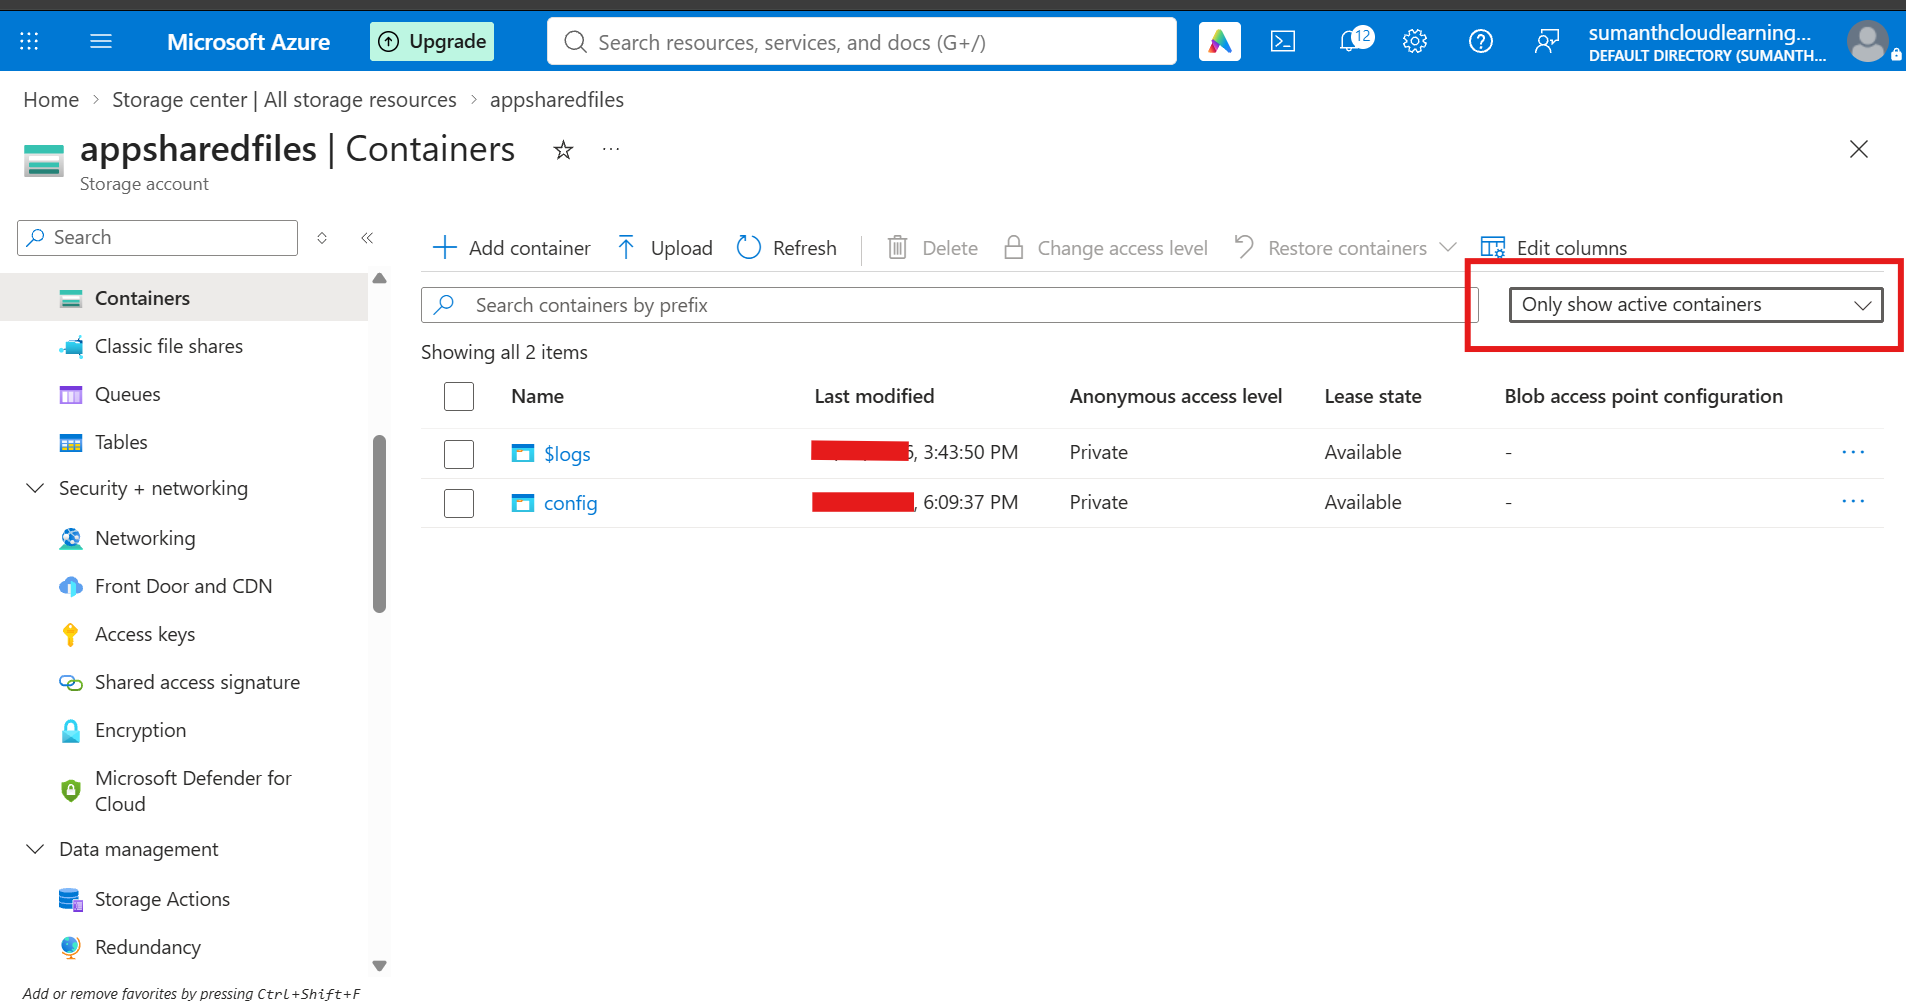 Microsoft Azure
Upgrade
Search resources, services, and docs (G+/)
12
sumanthcloudlearning...
DEFAULT DIRECTORY (SUMANTH...
Home > Storage center | All storage resources > appsharedfiles
appsharedfiles | Containers
...
Storage account
Search
Containers
Classic file shares
Queues
Tables
Security + networking
Networking
Front Door and CDN
Access keys
Shared access signature
Encryption
Microsoft Defender for
Cloud
Data management
Storage Actions
Redundancy
Add or remove favorites by pressing Ctrl+Shift+F
Add container Upload Refresh Delete Change access level Restore containers Edit columns
Search containers by prefix
Only show active containers
Showing all 2 items
Name Last modified Anonymous access level Lease state Blob access point configuration
$logs , 3:43:50 PM Private Available - ...
config , 6:09:37 PM Private Available - ...